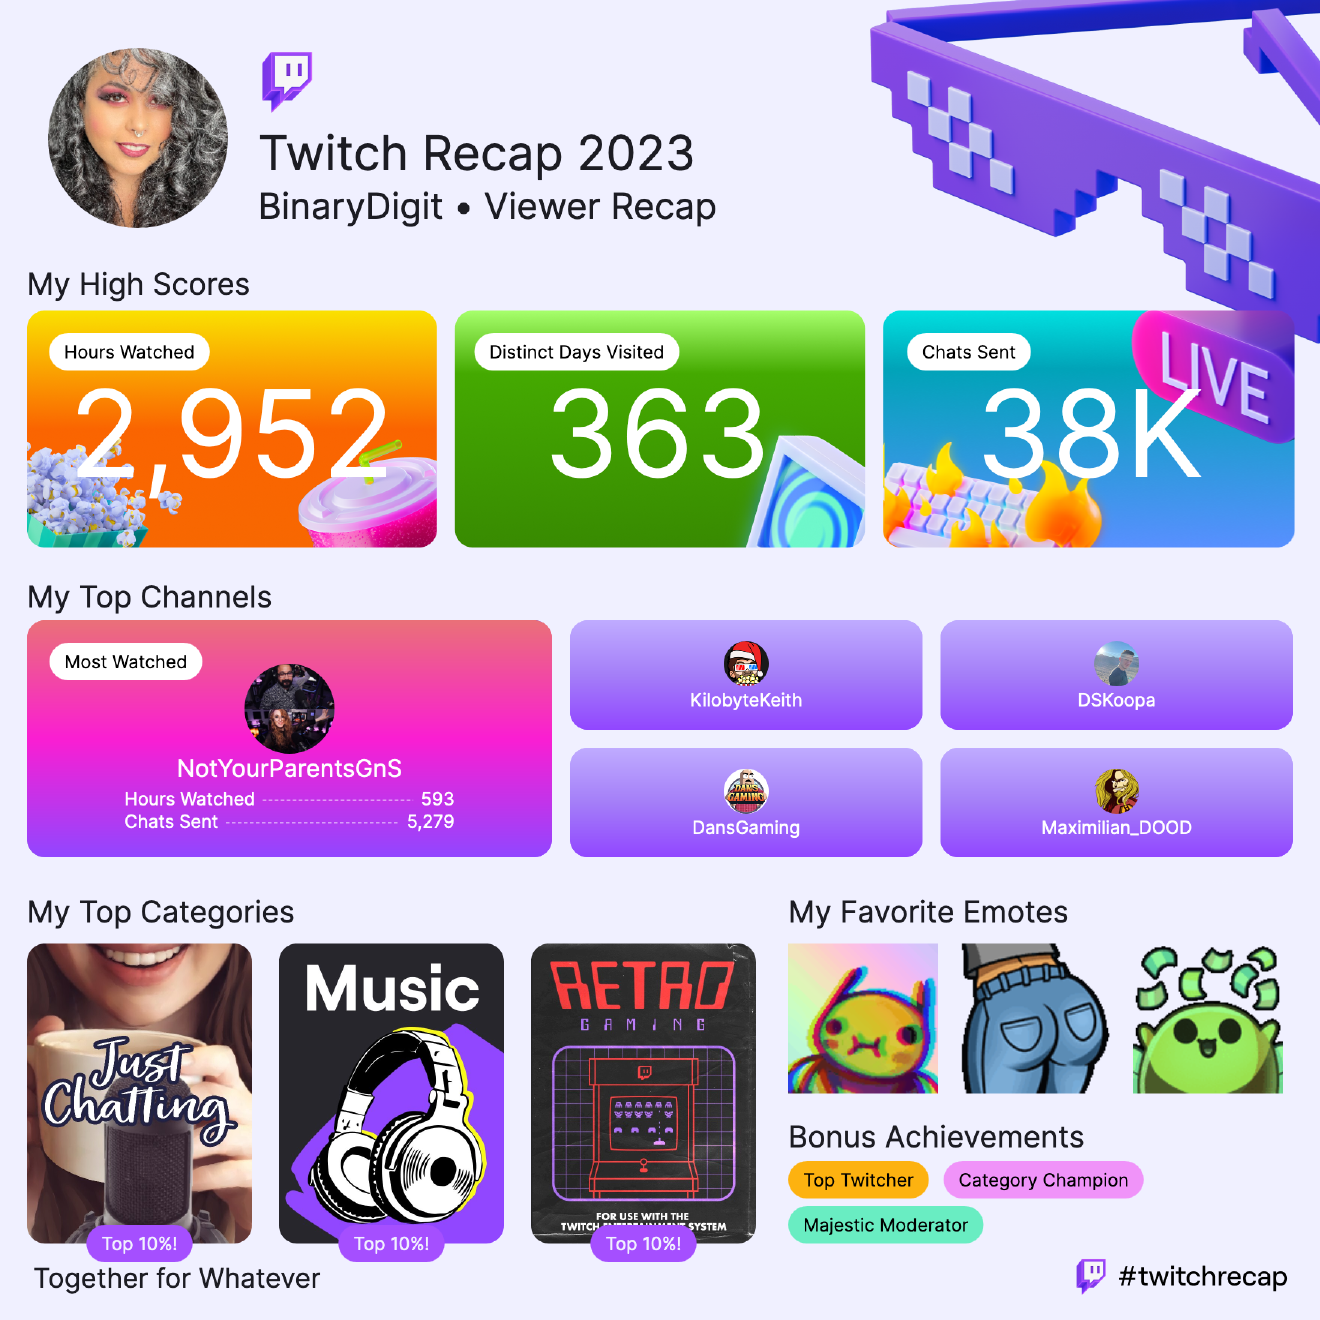 Twitch Recap 2023
BinaryDigit • Viewer Recap
My High Scores
Hours Watched
2,952
Distinct Days Visited
363
Chats Sent
38K
LIVE
My Top Channels
Most Watched
NotYourParentsGnS
Hours Watched 593
Chats Sent 5,279
KilobyteKeith
DSKoopa
DANS
GAMING
DansGaming
Maximilian_DOOD
My Top Categories
Just
Chatting
Top 10%!
Music
Top 10%!
RETRO
GAMING
FOR USE WITH THE
TWITCH ENTERTAINMENT SYSTEM
Top 10%!
My Favorite Emotes
Bonus Achievements
Top Twitcher
Category Champion
Majestic Moderator
Together for Whatever
#twitchrecap